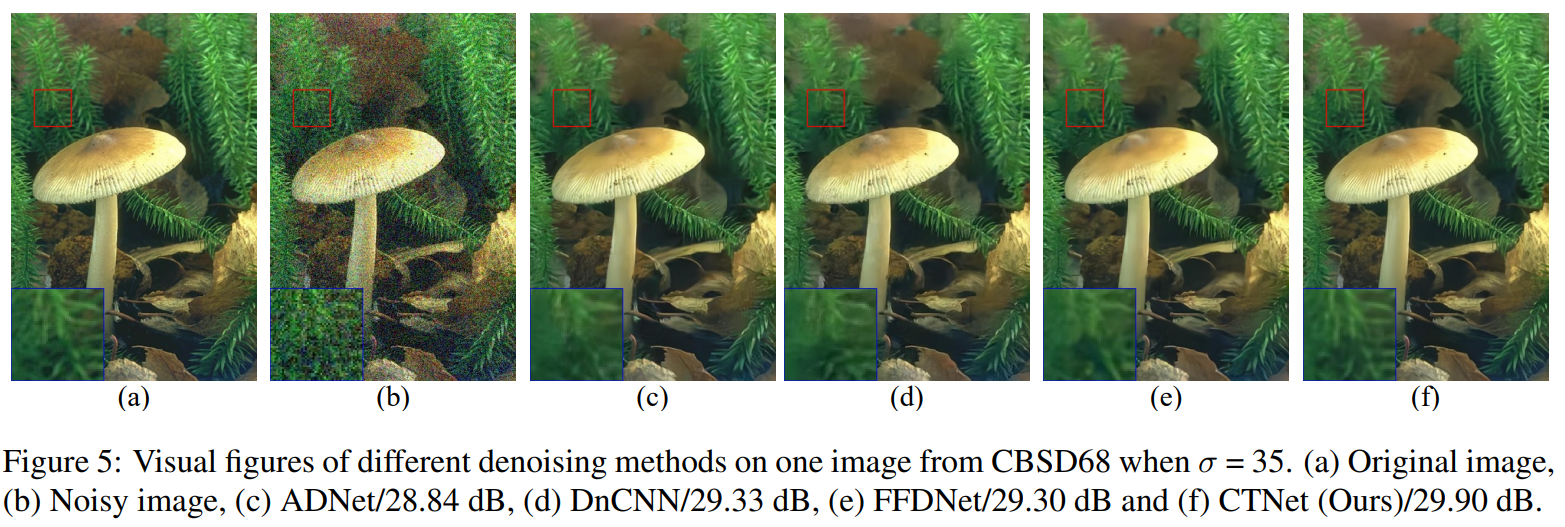 (a) (b) (c) (d) (e) (f)
Figure 5: Visual figures of different denoising methods on one image from CBSD68 when σ = 35. (a) Original image,
(b) Noisy image, (c) ADNet/28.84 dB, (d) DnCNN/29.33 dB, (e) FFDNet/29.30 dB and (f) CTNet (Ours)/29.90 dB.